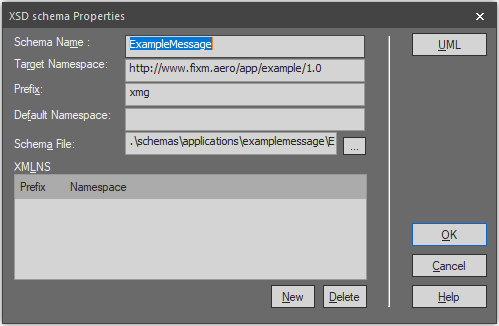 XSD schema Properties
Schema Name : ExampleMessage
UML
Target Namespace: http://www.fixm.aero/app/example/1.0
Prefix: xmg
Default Namespace:
Schema File: .\schemas\applications\examplemessage\E ...
XMLNS
Prefix Namespace
OK
Cancel
New Delete Help